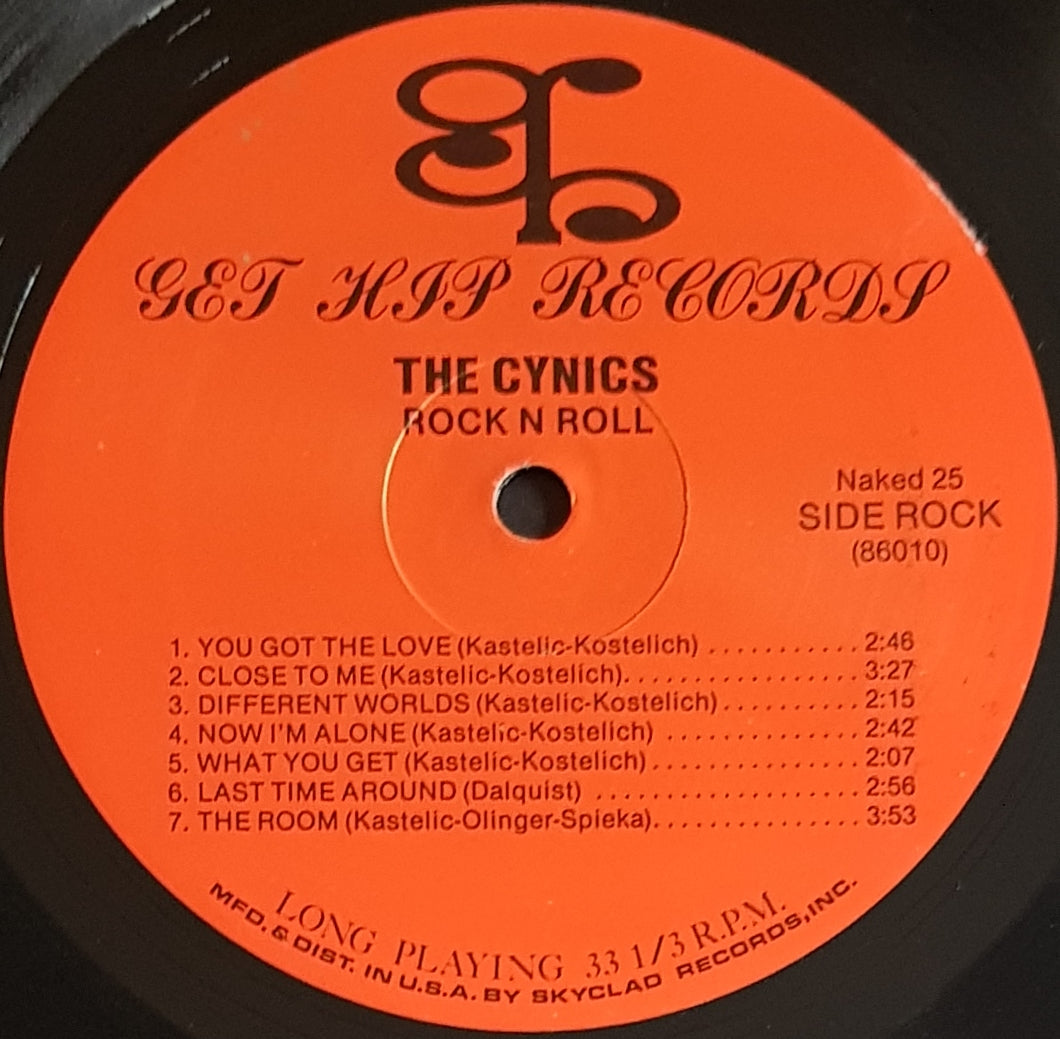 GET HIP RECORDS
THE CYNICS
ROCK N ROLL
Naked 25
SIDE ROCK
(86010)
1. YOU GOT THE LOVE (Kastelic-Kostelich) ........... 2:46
2. CLOSE TO ME (Kastelic-Kostelich).................. 3:27
3. DIFFERENT WORLDS (Kastelic-Kostelich).......... 2:15
4. NOW I'M ALONE (Kastelic-Kostelich) .............. 2:42
5. WHAT YOU GET (Kastelic-Kostelich)................ 2:07
6. LAST TIME AROUND (Dalquist) .................... 2:56
7. THE ROOM (Kastelic-Olinger-Spieka)............... 3:53
LONG PLAYING 33 1/3 R.P.M.
MFD. & DIST. IN U.S.A. BY SKYCLAD RECORDS, INC.